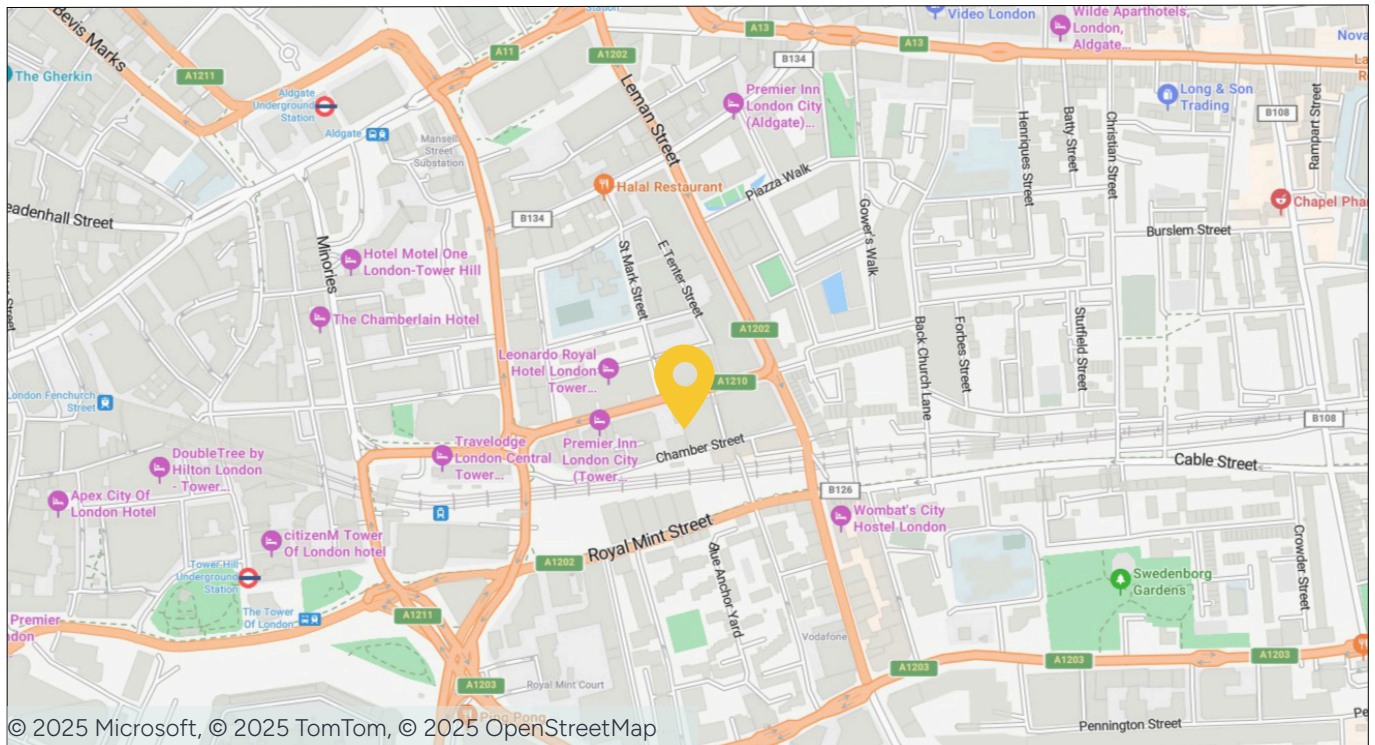 Bevis Marks
The Gherkin
A1211
Aldgate
Underground
Station
Aldgate
A11
Station
A1202
A13
A13
B134
Video London
Wilde Aparthotels,
London,
Aldgate...
Nova
Leman Street
Premier Inn
London City
(Aldgate)...
Long & Son
Trading
B108
Rampart Street
Mansell
Street
Substation
Halal Restaurant
Piazza Walk
Henriques Street
Batty Street
Christian Street
Chapel Phar
eadenhall Street
B134
Burslem Street
Minories
Hotel Motel One
London-Tower Hill
St Mark Street
E Tenter Street
Gower's Walk
The Chamberlain Hotel
A1202
Back Church Lane
Forbes Street
Stutfield Street
Leonardo Royal
Hotel London
Tower...
A1210
London Fenchurch
Street
B108
Premier Inn
London City
(Tower...
Chamber Street
Travelodge
London Central
Tower...
Cable Street
DoubleTree by
Hilton London
- Tower...
Apex City Of
London Hotel
B126
Wombat's City
Hostel London
citizenM Tower
Of London hotel
Royal Mint Street
Crowder Street
Tower Hill
Underground
Station
A1202
Blue Anchor Yard
Swedenborg
Gardens
The Tower
Of London
A1211
Premier
ndon
Vodafone
A1203
A1203
A1203
A1203
Royal Mint Court
Ping Pong
Pennington Street
Pe
© 2025 Microsoft, © 2025 TomTom, © 2025 OpenStreetMap